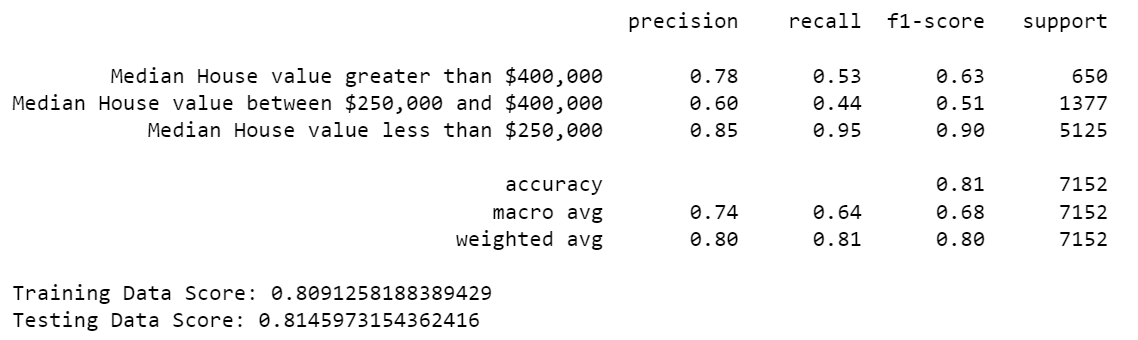 precision recall f1-score support
Median House value greater than $400,000 0.78 0.53 0.63 650
Median House value between $250,000 and $400,000 0.60 0.44 0.51 1377
Median House value less than $250,000 0.85 0.95 0.90 5125
accuracy 0.81 7152
macro avg 0.74 0.64 0.68 7152
weighted avg 0.80 0.81 0.80 7152
Training Data Score: 0.8091258188389429
Testing Data Score: 0.8145973154362416